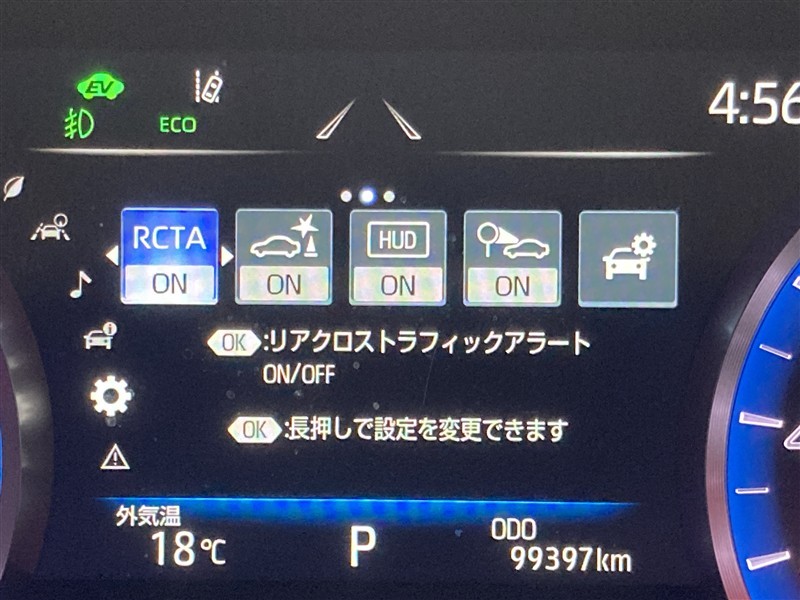 EV
ECO
4:56
RCTA
HUD
ON
ON
ON
ON
OK :リアクロストラフィックアラート
ON/OFF
OK :長押しで設定を変更できます
外気温
18℃
P
ODO
99397km